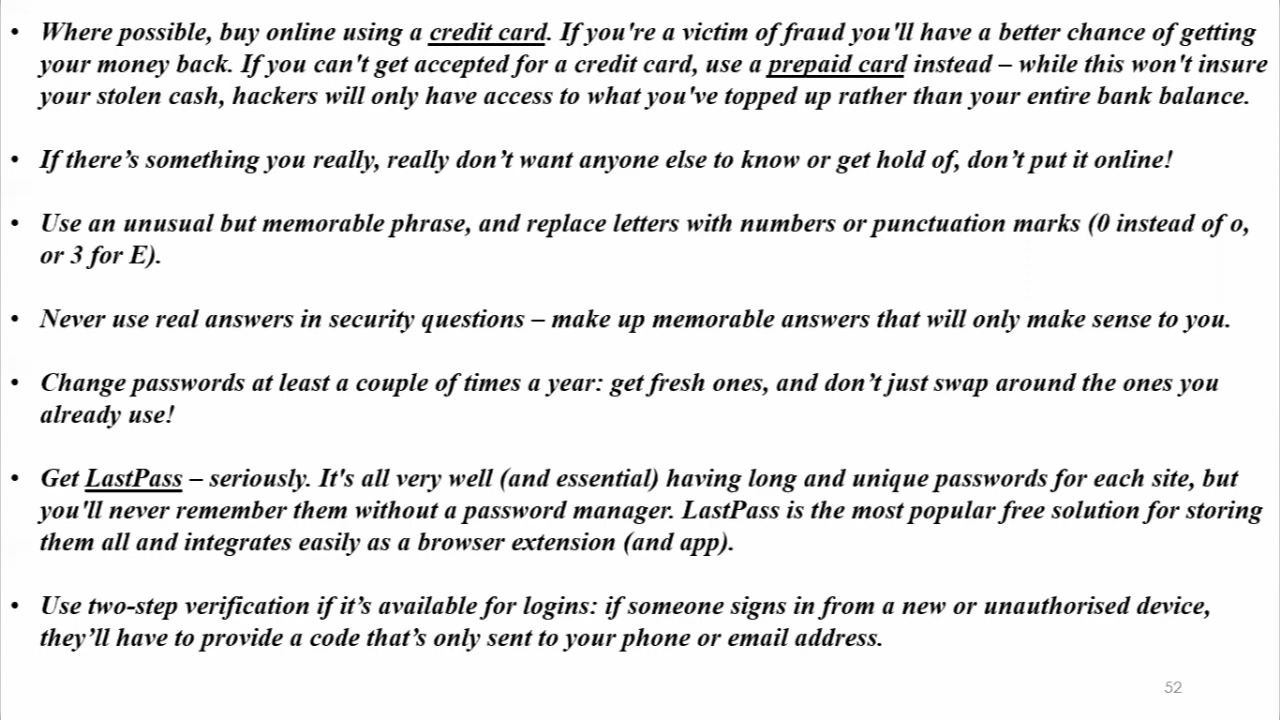 • Where possible, buy online using a credit card. If you're a victim of fraud you'll have a better chance of getting
your money back. If you can't get accepted for a credit card, use a prepaid card instead – while this won't insure
your stolen cash, hackers will only have access to what you've topped up rather than your entire bank balance.
• If there’s something you really, really don’t want anyone else to know or get hold of, don’t put it online!
• Use an unusual but memorable phrase, and replace letters with numbers or punctuation marks (0 instead of o,
or 3 for E).
• Never use real answers in security questions – make up memorable answers that will only make sense to you.
• Change passwords at least a couple of times a year: get fresh ones, and don’t just swap around the ones you
already use!
• Get LastPass – seriously. It's all very well (and essential) having long and unique passwords for each site, but
you'll never remember them without a password manager. LastPass is the most popular free solution for storing
them all and integrates easily as a browser extension (and app).
• Use two-step verification if it’s available for logins: if someone signs in from a new or unauthorised device,
they’ll have to provide a code that’s only sent to your phone or email address.
52